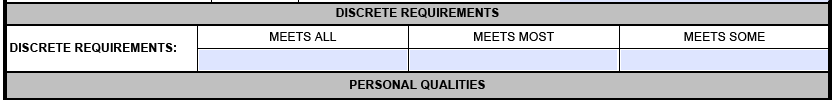 DISCRETE REQUIREMENTS
MEETS ALL MEETS MOST MEETS SOME
DISCRETE REQUIREMENTS:
PERSONAL QUALITIES